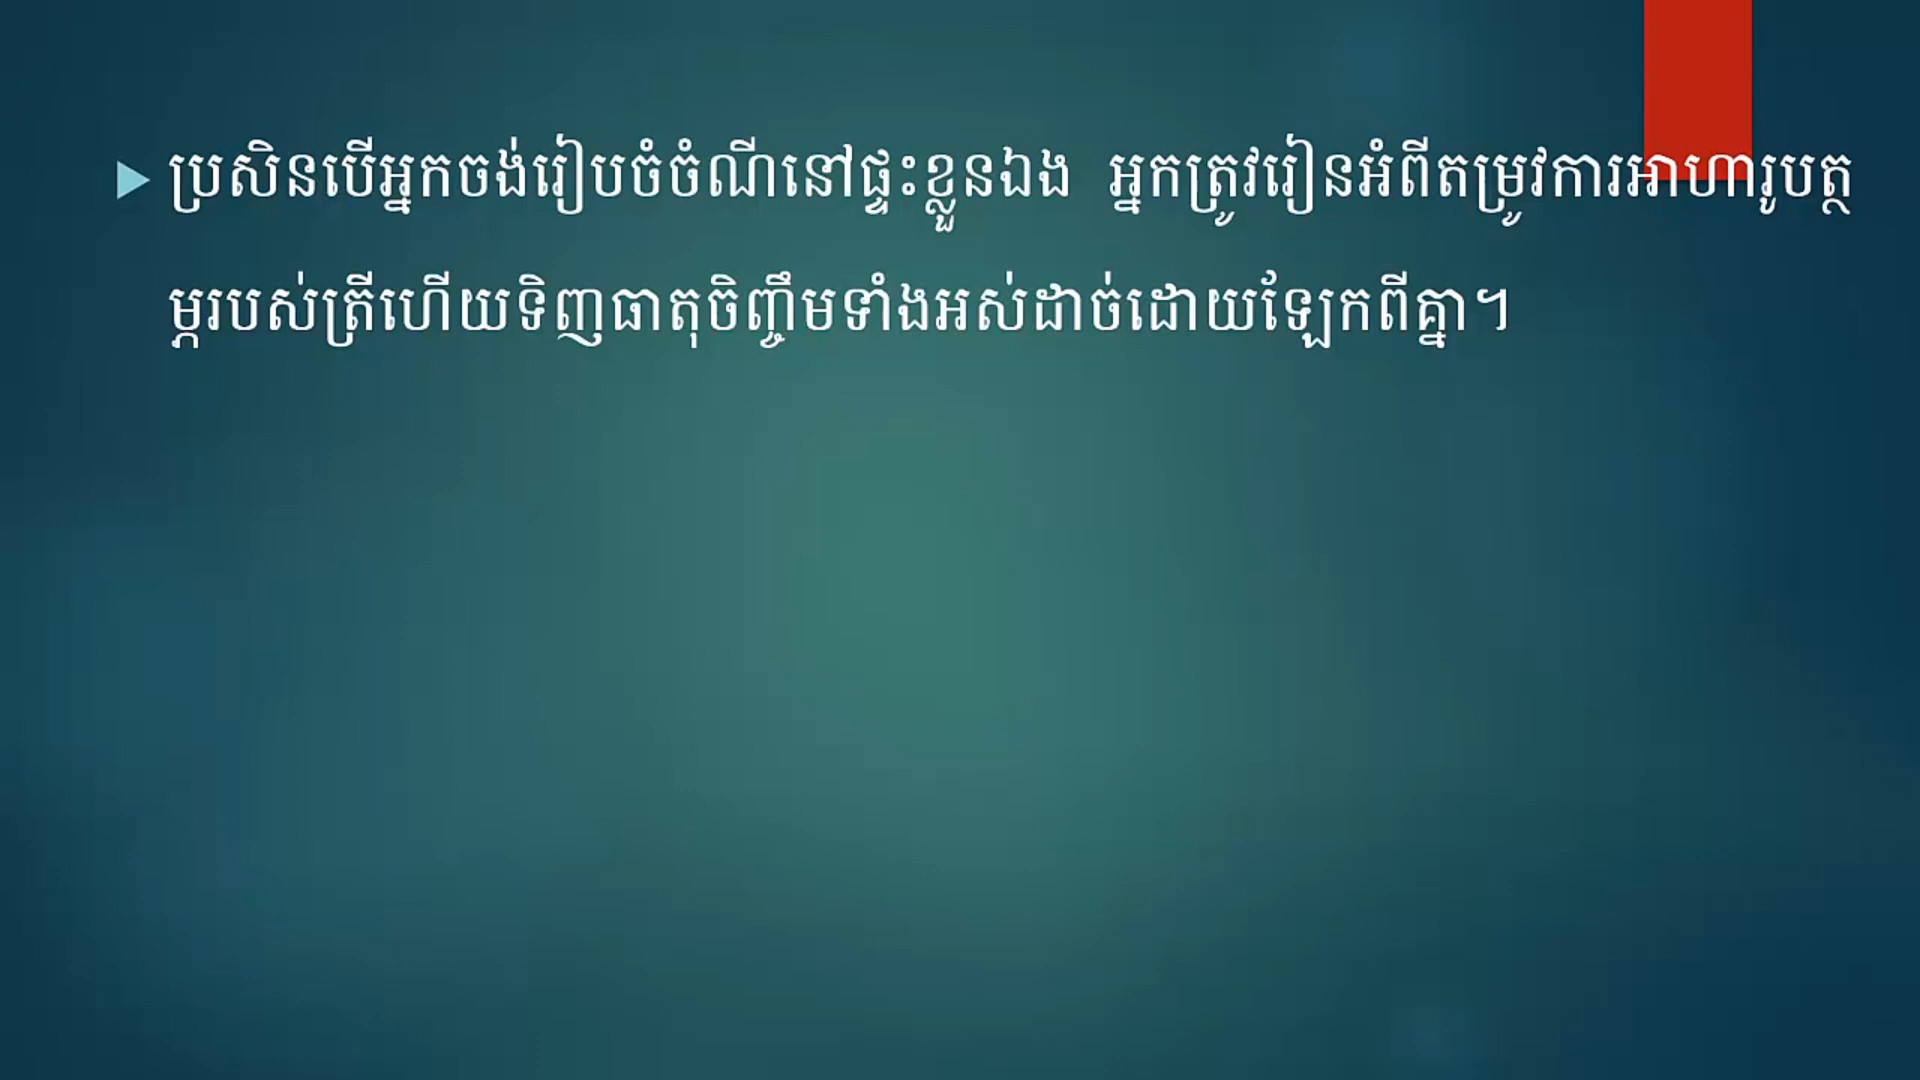 ប្រសិនបើអ្នកចង់រៀបចំចំណីនៅផ្ទះខ្លួនឯង អ្នកត្រូវរៀនអំពីតម្រូវការអាហារូបត្ថ
ម្ភរបស់ត្រីហើយទិញធាតុចិញ្ចឹមទាំងអស់ដាច់ដោយឡែកពីគ្នា។